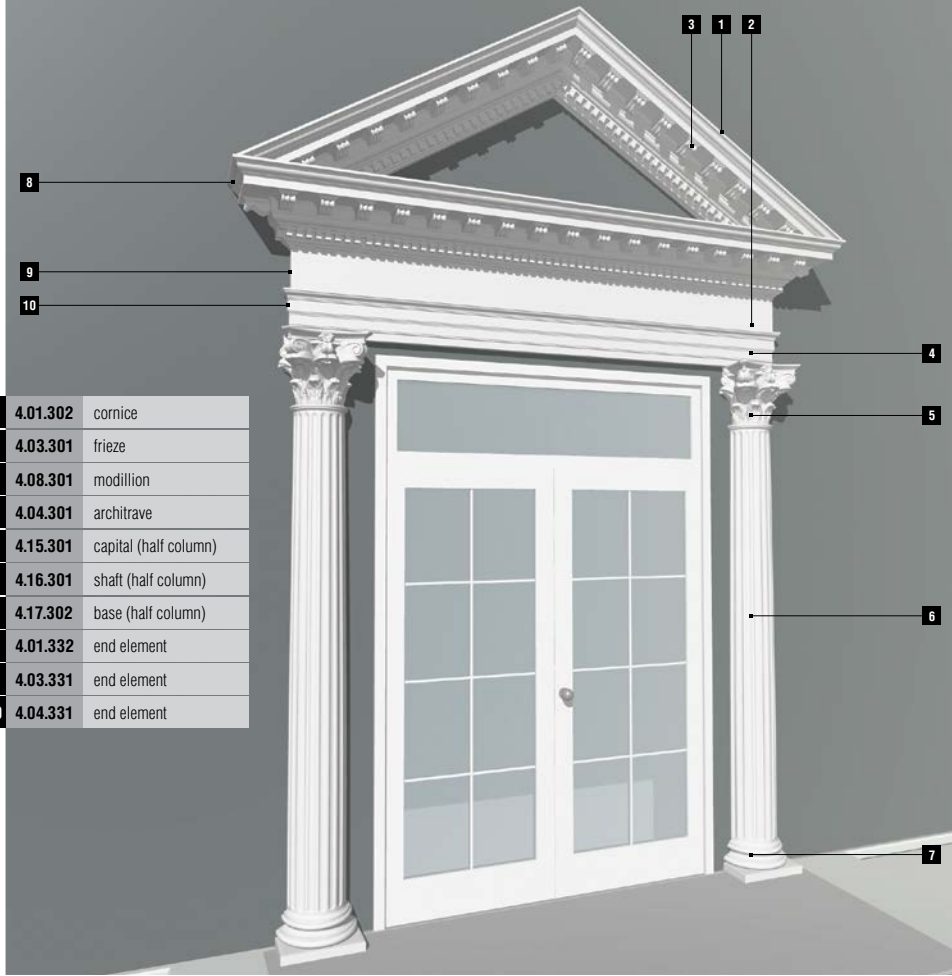 3 1 2
8
9
10
4
5
6
7
4.01.302 cornice
4.03.301 frieze
4.08.301 modillion
4.04.301 architrave
4.15.301 capital (half column)
4.16.301 shaft (half column)
4.17.302 base (half column)
4.01.332 end element
4.03.331 end element
4.04.331 end element